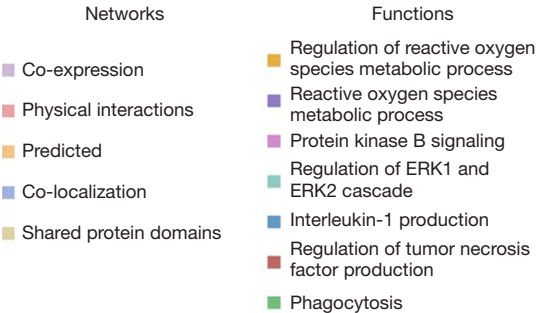 Networks
Co-expression
Physical interactions
Predicted
Co-localization
Shared protein domains
Functions
Regulation of reactive oxygen
species metabolic process
Reactive oxygen species
metabolic process
Protein kinase B signaling
Regulation of ERK1 and
ERK2 cascade
Interleukin-1 production
Regulation of tumor necrosis
factor production
Phagocytosis